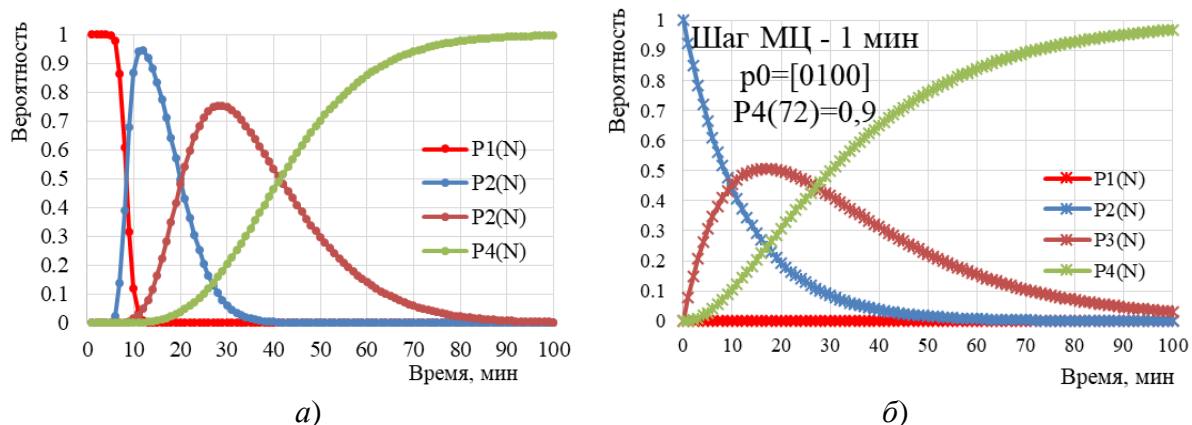 Вероятность
1
0.9
0.8
0.7
0.6
0.5
0.4
0.3
0.2
0.1
0
0 10 20 30 40 50 60 70 80 90 100
Время, мин
P1(N)
P2(N)
P2(N)
P4(N)
а)
Вероятность
1
0.9
0.8
0.7
0.6
0.5
0.4
0.3
0.2
0.1
0
0 10 20 30 40 50 60 70 80 90 100
Время, мин
Шаг МЦ - 1 мин
p0=[0100]
P4(72)=0,9
P1(N)
P2(N)
P3(N)
P4(N)
б)